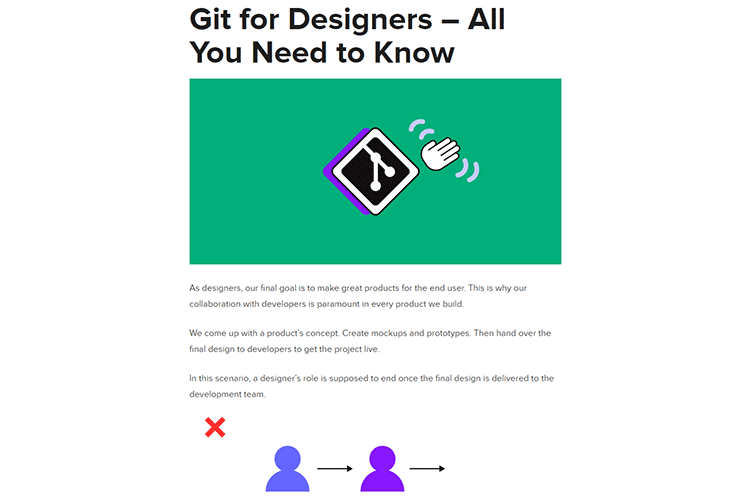 Git for Designers – All
You Need to Know
As designers, our final goal is to make great products for the end user. This is why our
collaboration with developers is paramount in every product we build.
We come up with a product's concept. Create mockups and prototypes. Then hand over the
final design to developers to get the project live.
In this scenario, a designer's role is supposed to end once the final design is delivered to the
development team.